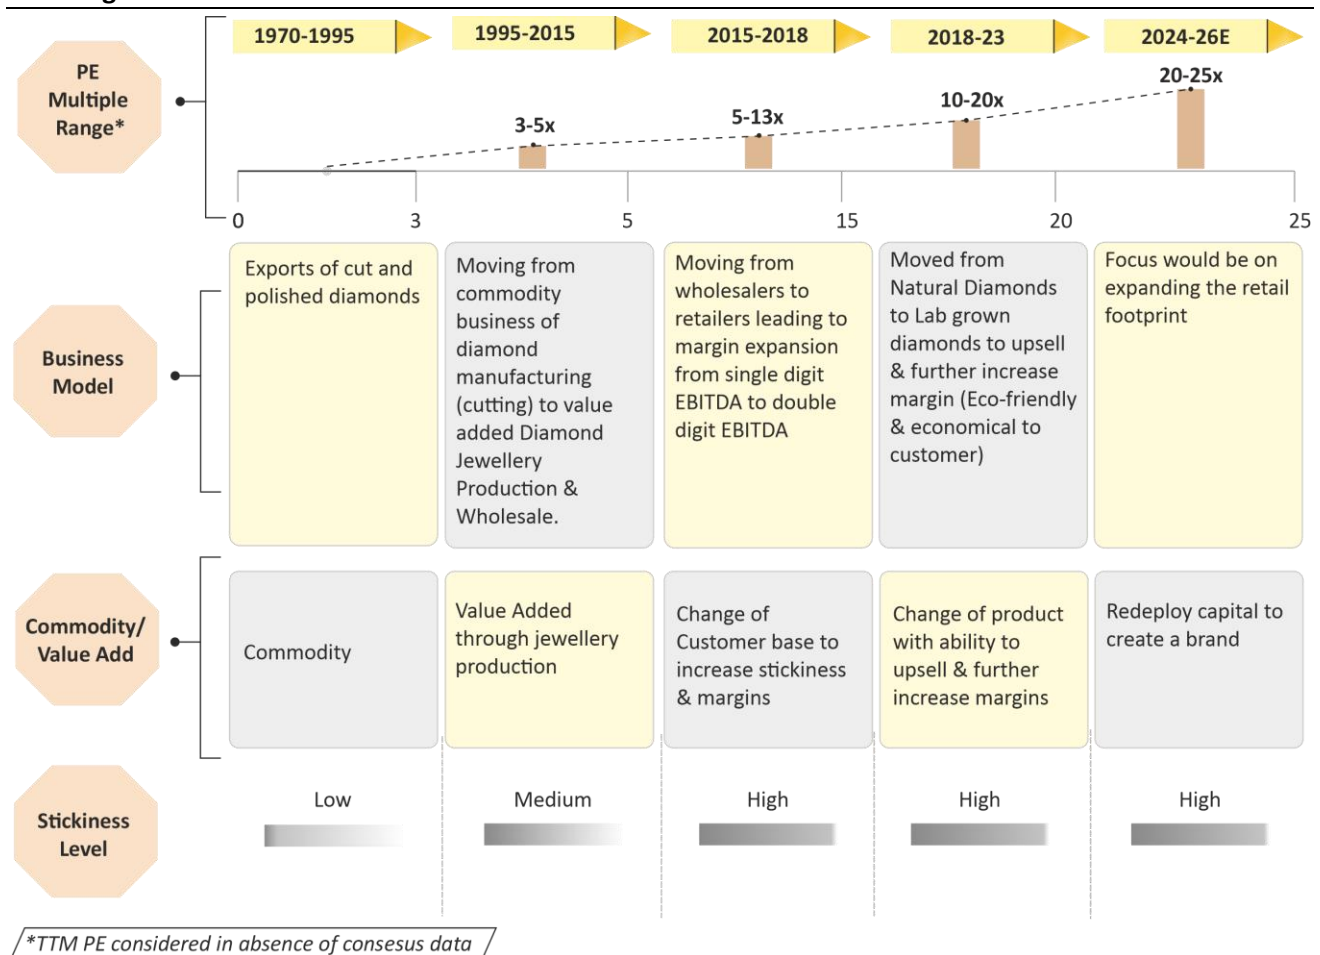 1970-1995
1995-2015
2015-2018
2018-23
2024-26E
PE
Multiple
Range*
3-5x
5-13x
10-20x
20-25x
0
3
5
15
20
25
Business
Model
Exports of cut and
polished diamonds
Moving from
commodity
business of
diamond
manufacturing
(cutting) to value
added Diamond
Jewellery
Production &
Wholesale.
Moving from
wholesalers to
retailers leading to
margin expansion
from single digit
EBITDA to double
digit EBITDA
Moved from
Natural Diamonds
to Lab grown
diamonds to upsell
& further increase
margin (Eco-friendly
& economical to
customer)
Focus would be on
expanding the retail
footprint
Commodity/
Value Add
Commodity
Value Added
through jewellery
production
Change of
Customer base to
increase stickiness
& margins
Change of product
with ability to
upsell & further
increase margins
Redeploy capital to
create a brand
Stickiness
Level
Low
Medium
High
High
High
*TTM PE considered in absence of consesus data